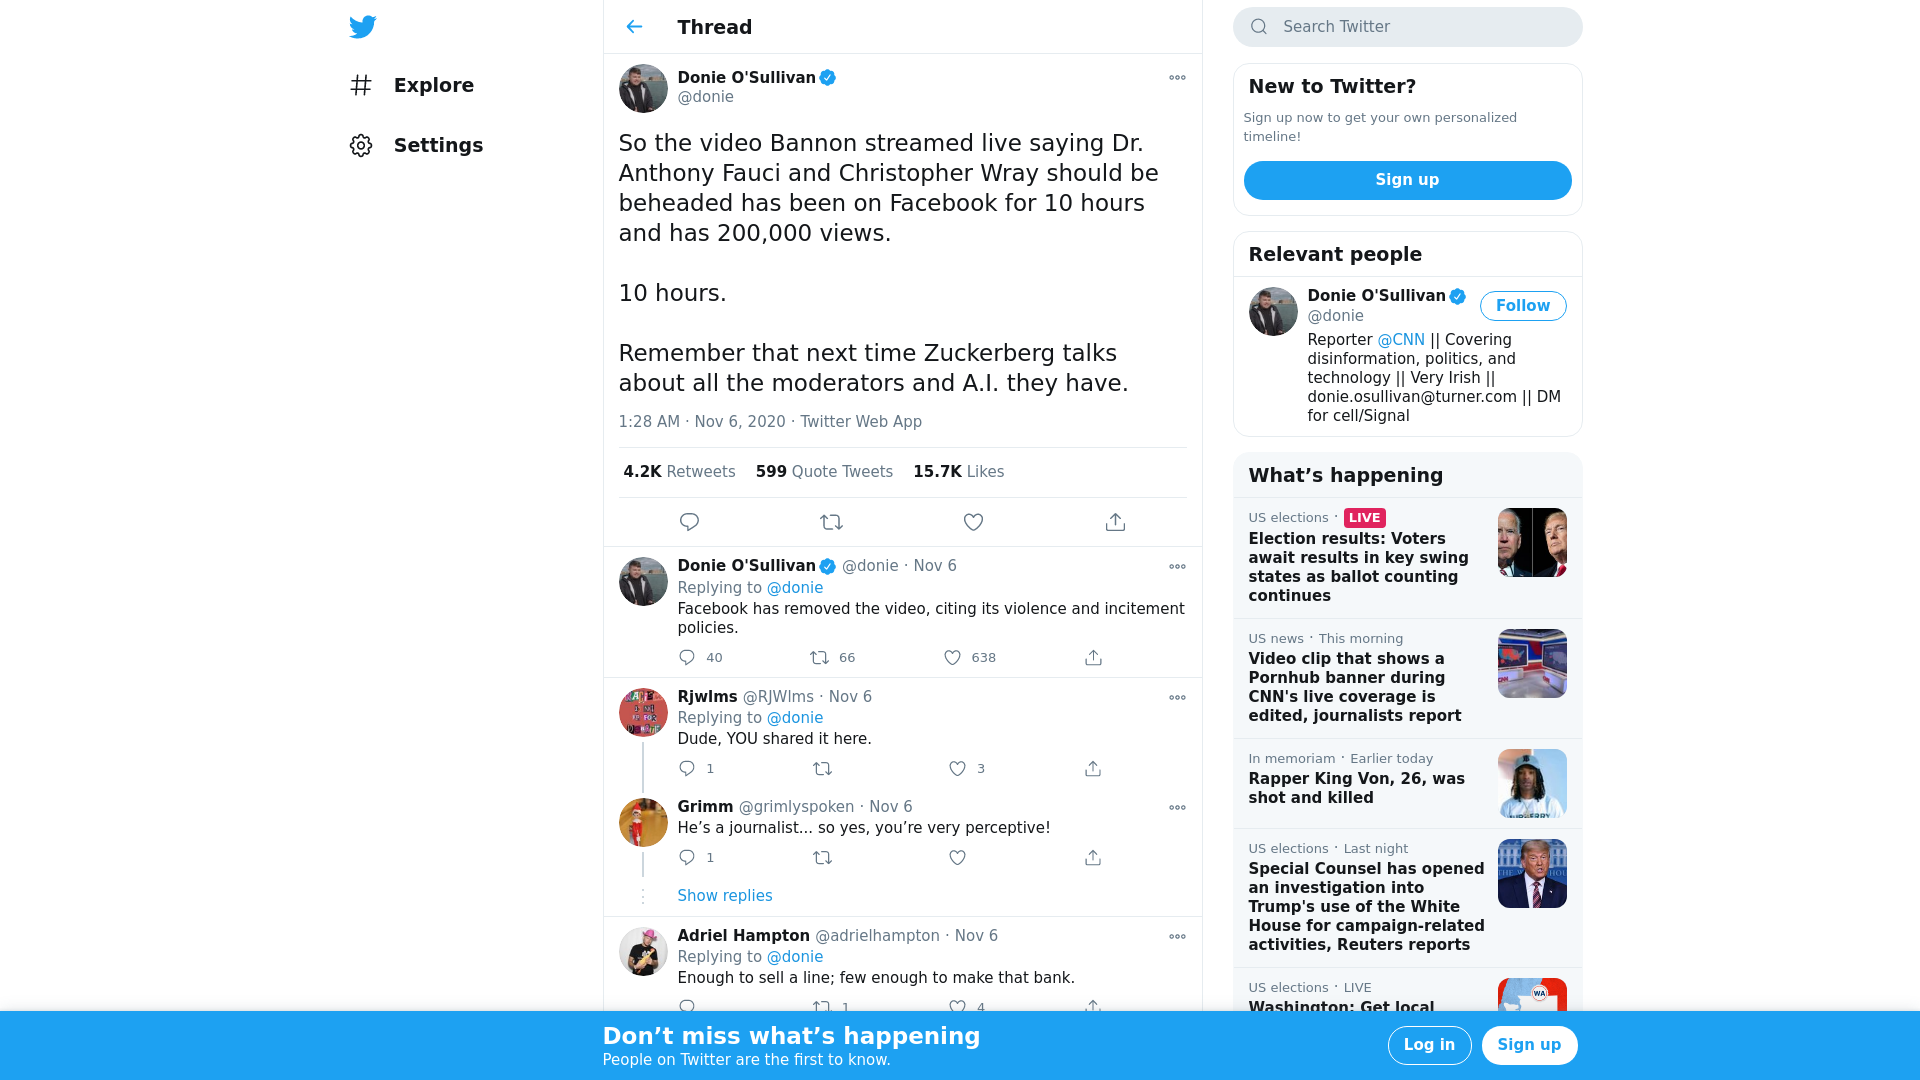 Explore
Settings
Thread
Donie O'Sullivan
@donie
So the video Bannon streamed live saying Dr.
Anthony Fauci and Christopher Wray should be
beheaded has been on Facebook for 10 hours
and has 200,000 views.
10 hours.
Remember that next time Zuckerberg talks
about all the moderators and A.I. they have.
1:28 AM · Nov 6, 2020 · Twitter Web App
4.2K Retweets 599 Quote Tweets 15.7K Likes
Donie O'Sullivan @donie · Nov 6
Replying to @donie
Facebook has removed the video, citing its violence and incitement
policies.
40 66 638
Rjwlms @RJWlms · Nov 6
Replying to @donie
Dude, YOU shared it here.
1 3
Grimm @grimlyspoken · Nov 6
He’s a journalist... so yes, you’re very perceptive!
1
Show replies
Adriel Hampton @adrielhampton · Nov 6
Replying to @donie
Enough to sell a line; few enough to make that bank.
1 4
Search Twitter
New to Twitter?
Sign up now to get your own personalized
timeline!
Sign up
Relevant people
Donie O'Sullivan
@donie
Follow
Reporter @CNN || Covering
disinformation, politics, and
technology || Very Irish ||
donie.osullivan@turner.com || DM
for cell/Signal
What’s happening
US elections · LIVE
Election results: Voters
await results in key swing
states as ballot counting
continues
US news · This morning
Video clip that shows a
Pornhub banner during
CNN's live coverage is
edited, journalists report
In memoriam · Earlier today
Rapper King Von, 26, was
shot and killed
US elections · Last night
Special Counsel has opened
an investigation into
Trump's use of the White
House for campaign-related
activities, Reuters reports
US elections · LIVE
Washington: Get local
WA
Don’t miss what’s happening
People on Twitter are the first to know.
Log in
Sign up